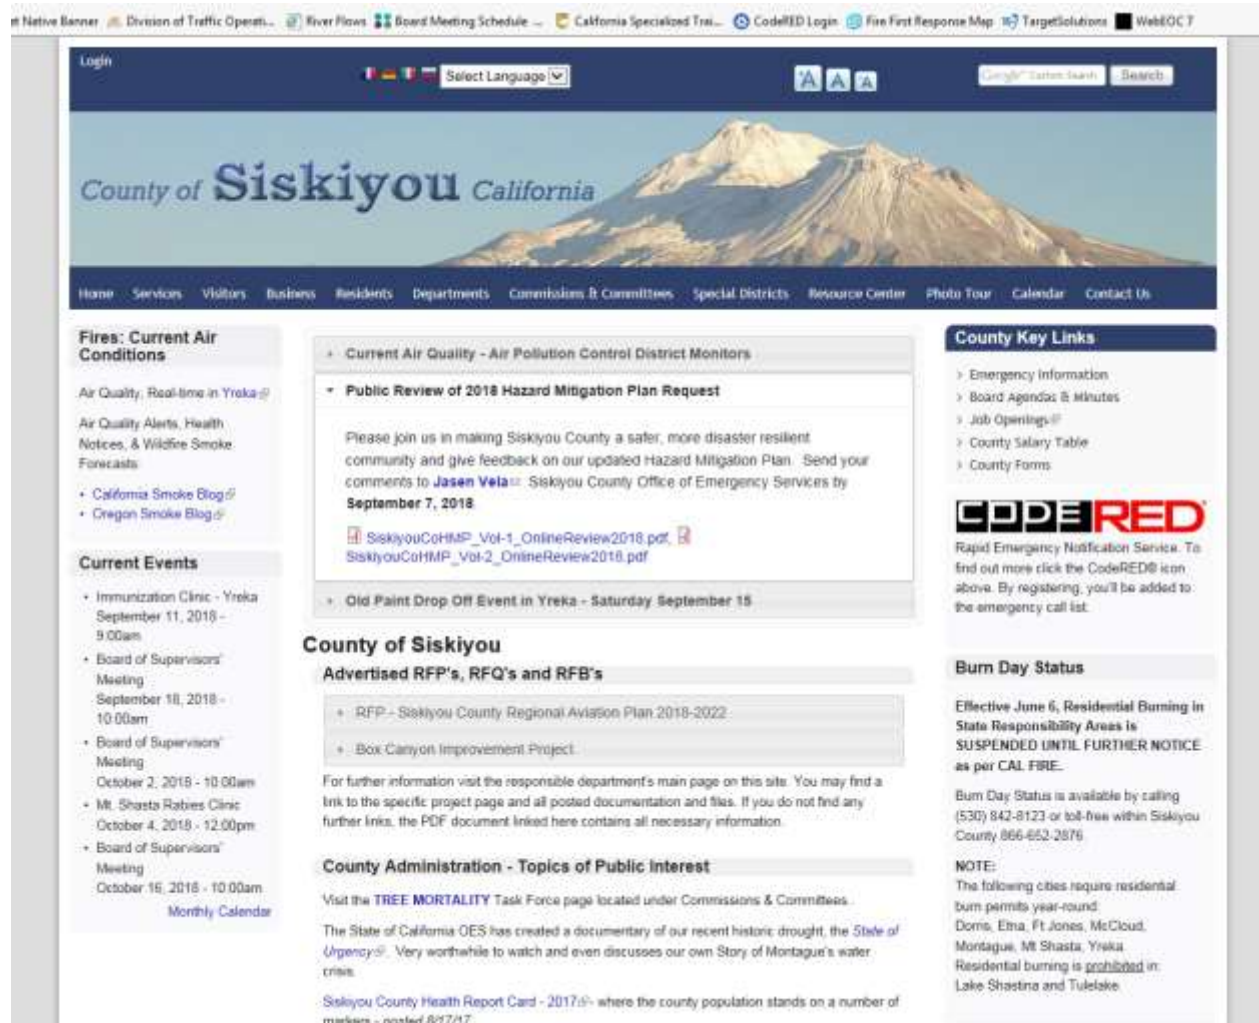 Native Banner
Division of Traffic Operati...
River Flows
Board Meeting Schedule ...
California Specialized Trai...
CodeRED Login
Fire First Response Map
TargetSolutions
WebEOC 7
Login
Select Language
A A A
Google™ Custom Search
Search
County of Siskiyou California
Home Services Visitors Business Residents Departments Commissions & Committees Special Districts Resource Center Photo Tour Calendar Contact Us
Fires: Current Air
Conditions
Air Quality, Real-time in Yreka
Air Quality Alerts, Health
Notices, & Wildfire Smoke
Forecasts
California Smoke Blog
Oregon Smoke Blog
Current Events
Immunization Clinic - Yreka
September 11, 2018 -
9:00am
Board of Supervisors'
Meeting
September 18, 2018 -
10:00am
Board of Supervisors'
Meeting
October 2, 2018 - 10:00am
Mt. Shasta Rabies Clinic
October 4, 2018 - 12:00pm
Board of Supervisors'
Meeting
October 16, 2018 - 10:00am
Monthly Calendar
Current Air Quality - Air Pollution Control District Monitors
Public Review of 2018 Hazard Mitigation Plan Request
Please join us in making Siskiyou County a safer, more disaster resilient
community and give feedback on our updated Hazard Mitigation Plan. Send your
comments to Jasen Vela Siskiyou County Office of Emergency Services by
September 7, 2018
SiskiyouCoHMP_Vol-1_OnlineReview2018.pdf,
SiskiyouCoHMP_Vol-2_OnlineReview2018.pdf
Old Paint Drop Off Event in Yreka - Saturday September 15
County of Siskiyou
Advertised RFP's, RFQ's and RFB's
RFP - Siskiyou County Regional Aviation Plan 2018-2022
Box Canyon Improvement Project
For further information visit the responsible department's main page on this site. You may find a
link to the specific project page and all posted documentation and files. If you do not find any
further links, the PDF document linked here contains all necessary information.
County Administration - Topics of Public Interest
Visit the TREE MORTALITY Task Force page located under Commissions & Committees.
The State of California OES has created a documentary of our recent historic drought, the State of
Urgency. Very worthwhile to watch and even discusses our own Story of Montague's water
crisis.
Siskiyou County Health Report Card - 2017 - where the county population stands on a number of
markers - posted 8/17/17
County Key Links
Emergency Information
Board Agendas & Minutes
Job Openings
County Salary Table
County Forms
CODERED
Rapid Emergency Notification Service. To
find out more click the CodeRED® icon
above. By registering, you'll be added to
the emergency call list.
Burn Day Status
Effective June 6, Residential Burning in
State Responsibility Areas is
SUSPENDED UNTIL FURTHER NOTICE
as per CAL FIRE.
Burn Day Status is available by calling
(530) 842-8123 or toll-free within Siskiyou
County 866-652-2876
NOTE:
The following cities require residential
burn permits year-round:
Dorris, Etna, Ft Jones, McCloud,
Montague, Mt Shasta, Yreka
Residential burning is prohibited in:
Lake Shastina and Tulelake